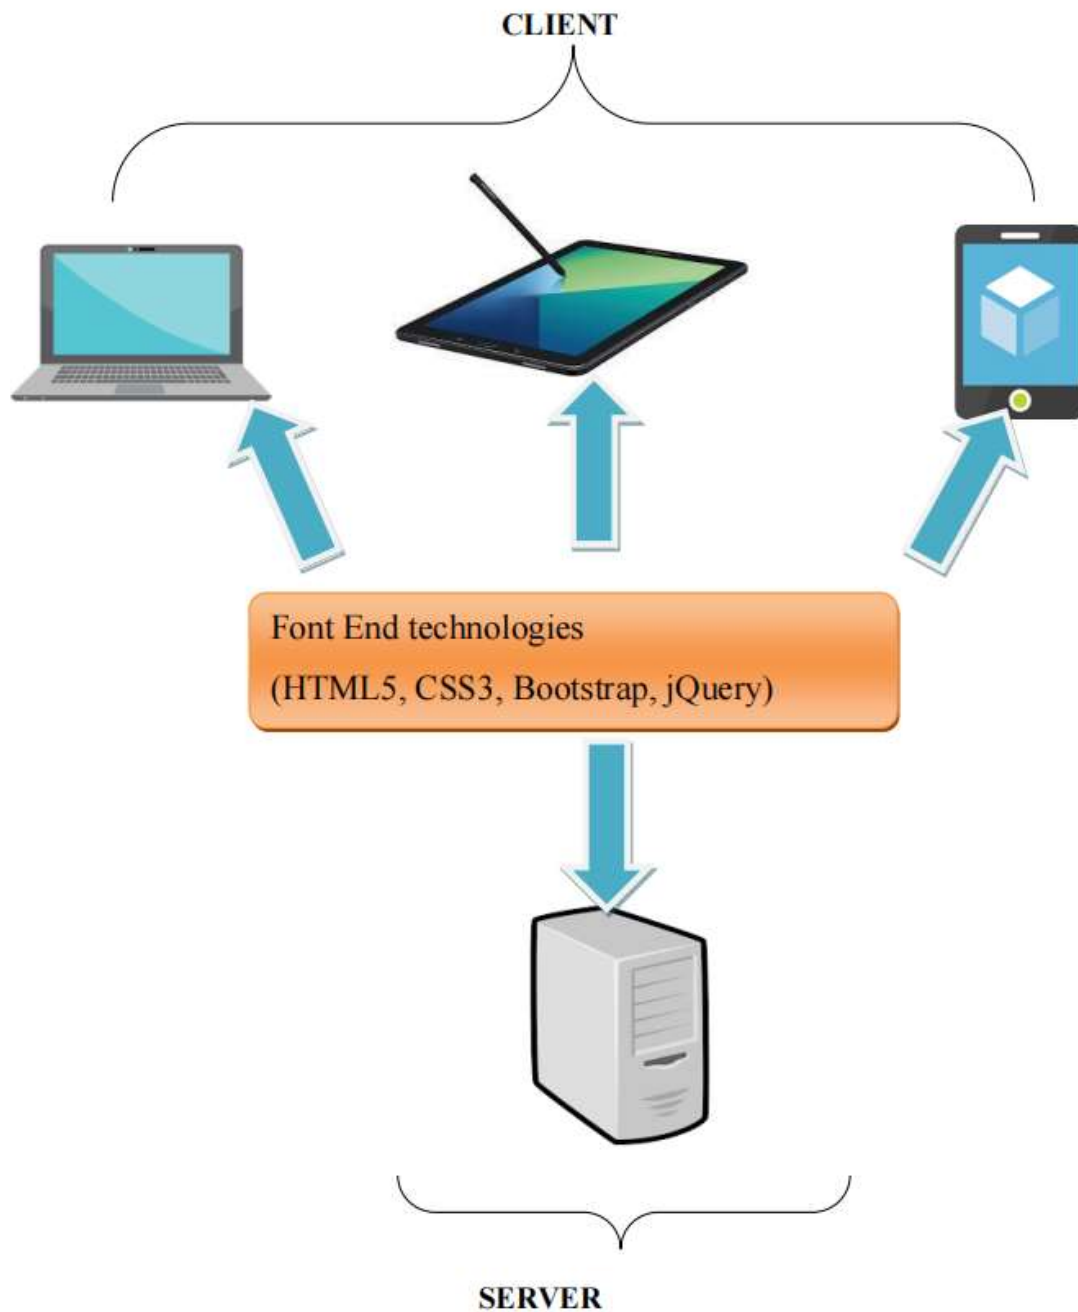 CLIENT
Font End technologies
(HTML5, CSS3, Bootstrap, jQuery)
SERVER